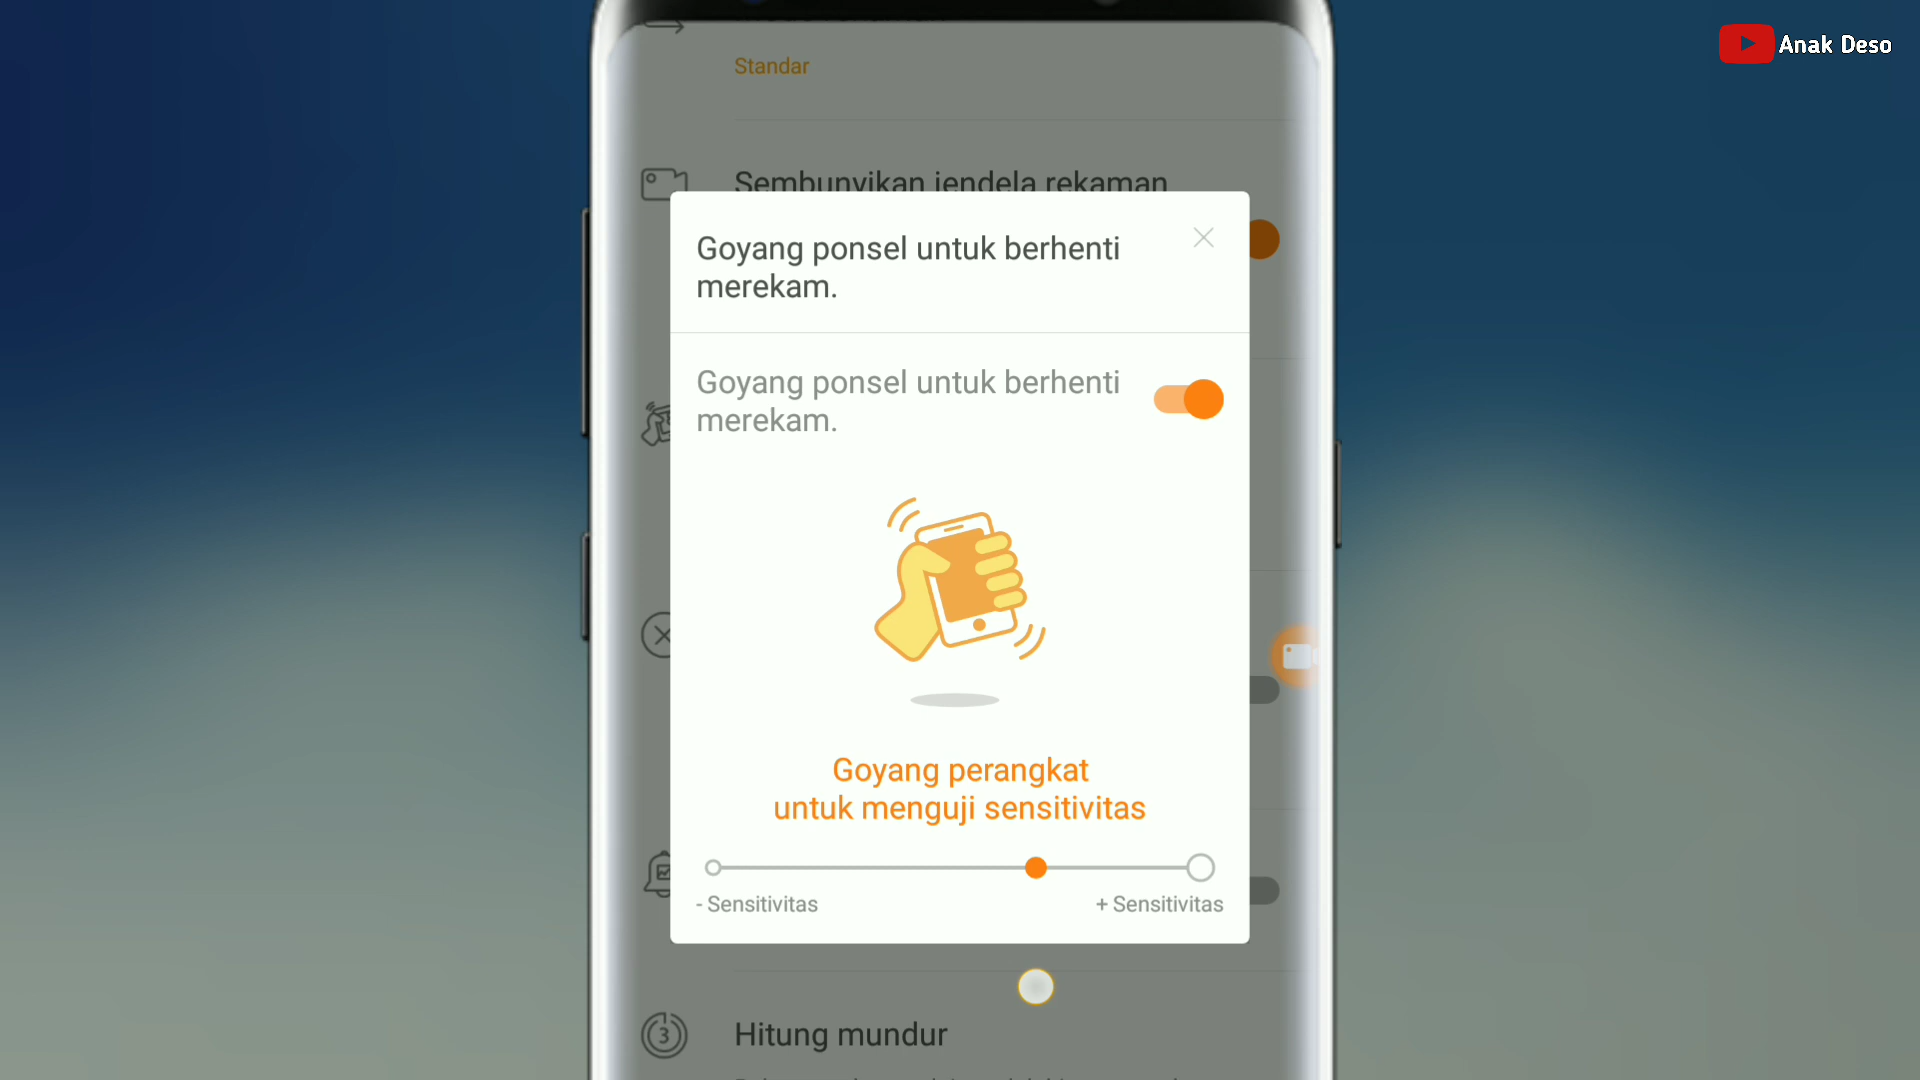 Anak Deso
Standar
Sembunyikan jendela rekaman
Goyang ponsel untuk berhenti
merekam.
Goyang ponsel untuk berhenti
merekam.
Goyang perangkat
untuk menguji sensitivitas
- Sensitivitas
+ Sensitivitas
3
Hitung mundur